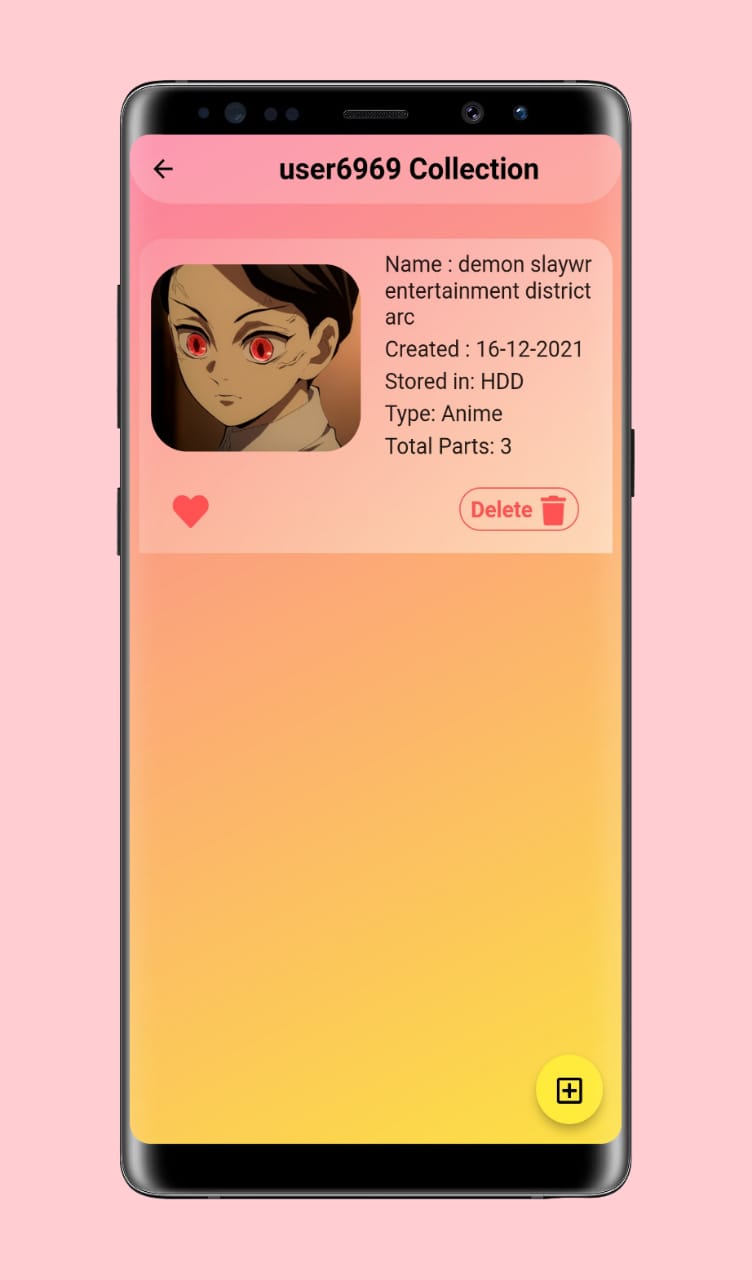 user6969 Collection
Name : demon slaywr
entertainment district
arc
Created : 16-12-2021
Stored in: HDD
Type: Anime
Total Parts: 3
Delete